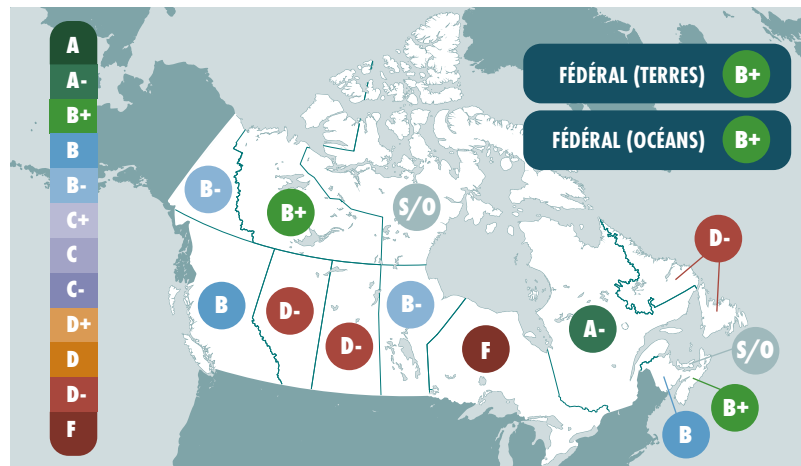 A
A-
B+
B
B-
C+
C
C-
D+
D
D-
F
FÉDÉRAL (TERRES) B+
FÉDÉRAL (OCÉANS) B+
B-
B+
S/O
D-
B
D-
D-
B-
F
A-
S/O
B+
B